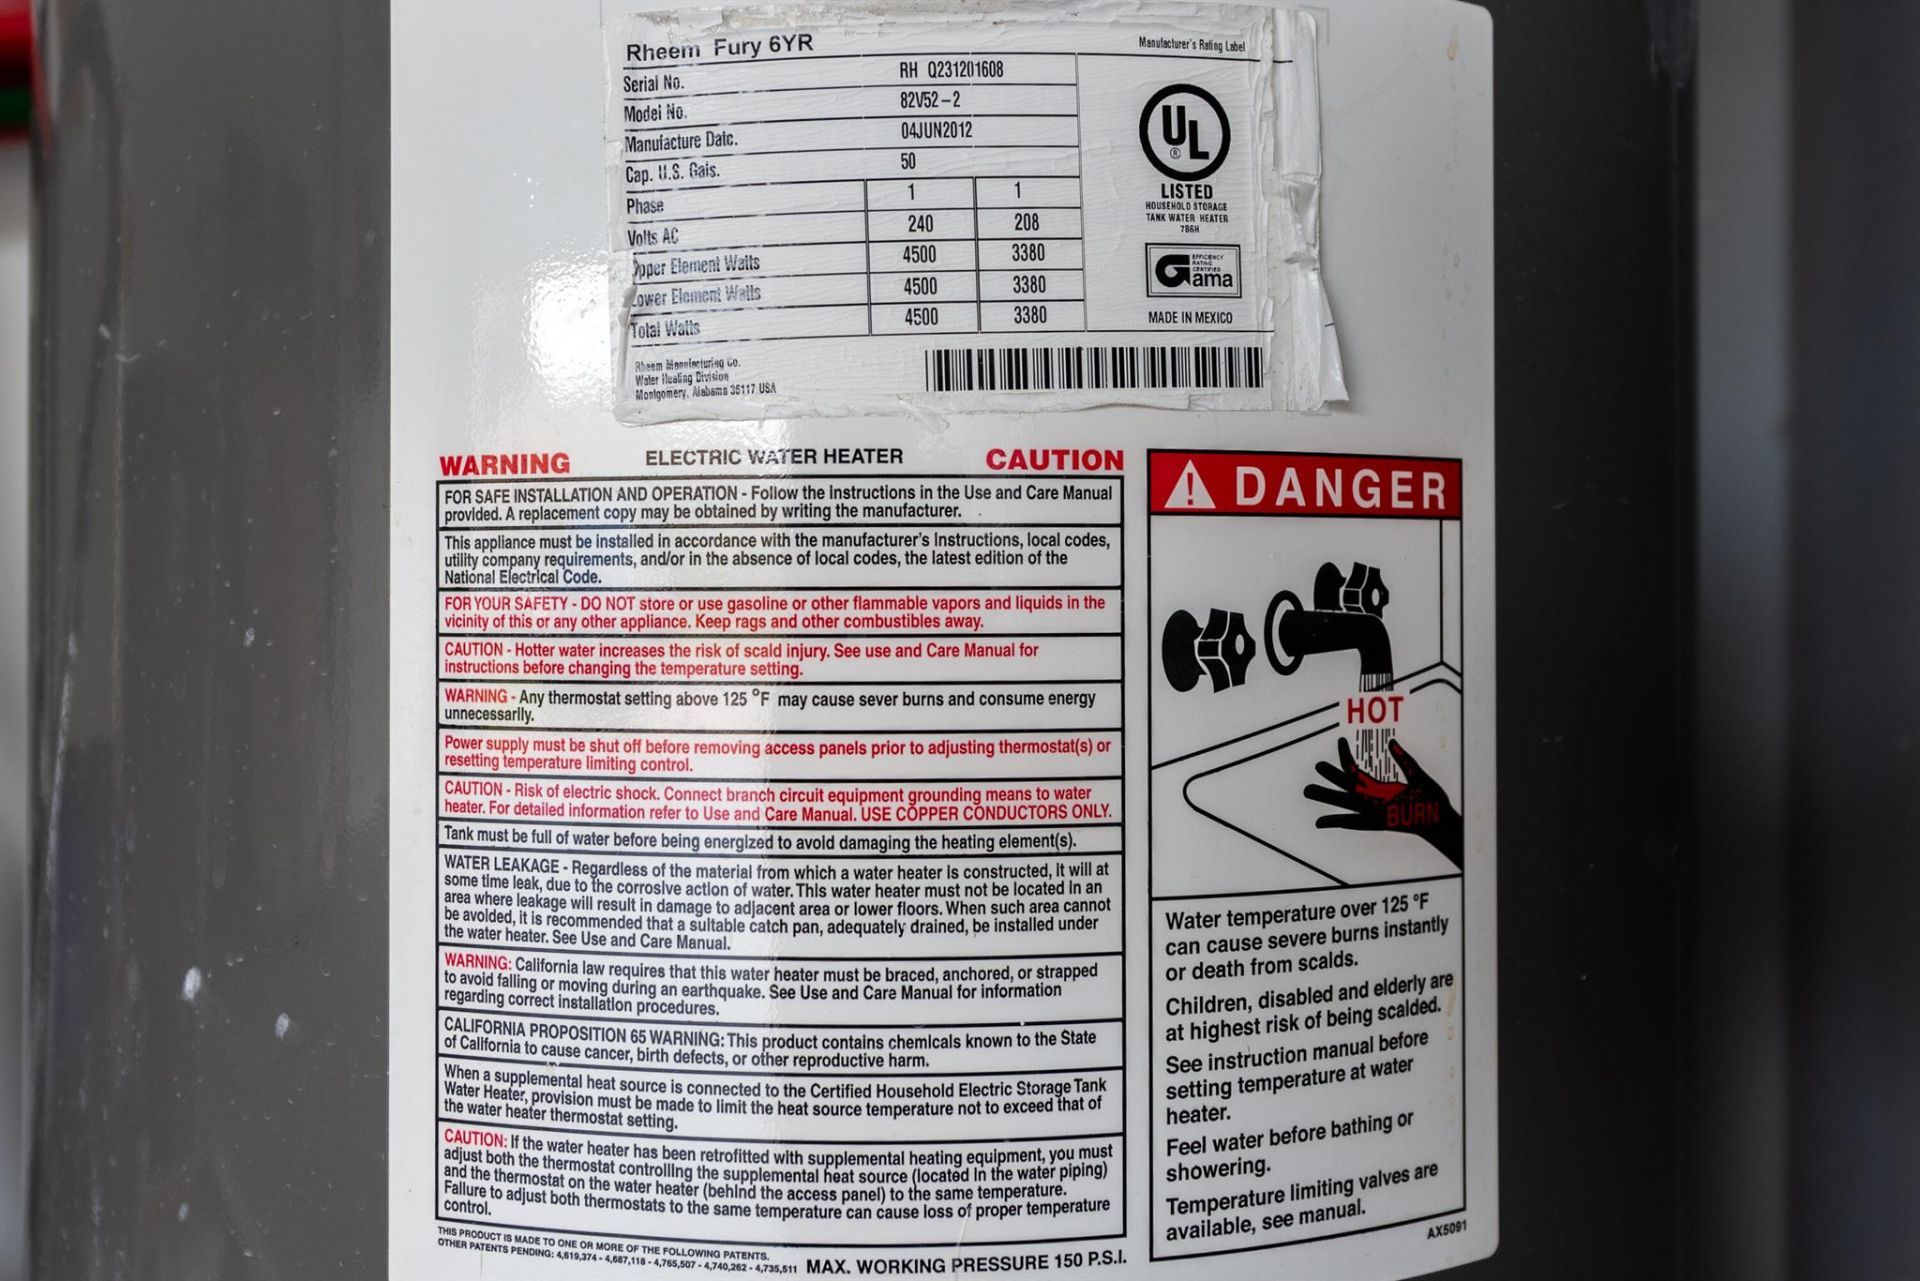 Rheem Fury 6YR
Manufacturer's Rating Label
Serial No. RH Q231201608
Model No. 82V52-2
Manufacture Date. 04JUN2012
Cap. U.S. Gals. 50
Phase 1 1
Volts AC 240 208
Upper Element Watts 4500 3380
Lower Element Watts 4500 3380
Total Watts 4500 3380
Rheem Manufacturing Co.
Water Heating Division
Montgomery, Alabama 36117 USA
UL
®
LISTED
HOUSEHOLD STORAGE
TANK WATER HEATER
786H
EFFICIENCY
RATING
CERTIFIED
Gama
MADE IN MEXICO
WARNING ELECTRIC WATER HEATER CAUTION
FOR SAFE INSTALLATION AND OPERATION - Follow the Instructions in the Use and Care Manual
provided. A replacement copy may be obtained by writing the manufacturer.
This appliance must be installed in accordance with the manufacturer's Instructions, local codes,
utility company requirements, and/or in the absence of local codes, the latest edition of the
National Electrical Code.
FOR YOUR SAFETY - DO NOT store or use gasoline or other flammable vapors and liquids in the
vicinity of this or any other appliance. Keep rags and other combustibles away.
CAUTION - Hotter water increases the risk of scald injury. See use and Care Manual for
instructions before changing the temperature setting.
WARNING - Any thermostat setting above 125 °F may cause sever burns and consume energy
unnecessarily.
Power supply must be shut off before removing access panels prior to adjusting thermostat(s) or
resetting temperature limiting control.
CAUTION - Risk of electric shock. Connect branch circuit equipment grounding means to water
heater. For detailed information refer to Use and Care Manual. USE COPPER CONDUCTORS ONLY.
Tank must be full of water before being energized to avoid damaging the heating element(s).
WATER LEAKAGE - Regardless of the material from which a water heater is constructed, it will at
some time leak, due to the corrosive action of water. This water heater must not be located in an
area where leakage will result in damage to adjacent area or lower floors. When such area cannot
be avoided, it is recommended that a suitable catch pan, adequately drained, be installed under
the water heater. See Use and Care Manual.
WARNING: California law requires that this water heater must be braced, anchored, or strapped
to avoid falling or moving during an earthquake. See Use and Care Manual for information
regarding correct installation procedures.
CALIFORNIA PROPOSITION 65 WARNING: This product contains chemicals known to the State
of California to cause cancer, birth defects, or other reproductive harm.
When a supplemental heat source is connected to the Certified Household Electric Storage Tank
Water Heater, provision must be made to limit the heat source temperature not to exceed that of
the water heater thermostat setting.
CAUTION: If the water heater has been retrofitted with supplemental heating equipment, you must
adjust both the thermostat controlling the supplemental heat source (located in the water piping)
and the thermostat on the water heater (behind the access panel) to the same temperature.
Failure to adjust both thermostats to the same temperature can cause loss of proper temperature
control.
THIS PRODUCT IS MADE TO ONE OR MORE OF THE FOLLOWING PATENTS.
OTHER PATENTS PENDING: 4,619,374 - 4,687,118 - 4,765,507 - 4,740,262 - 4,735,511
MAX. WORKING PRESSURE 150 P.S.I.
DANGER
HOT
BURN
Water temperature over 125 °F
can cause severe burns instantly
or death from scalds.
Children, disabled and elderly are
at highest risk of being scalded.
See instruction manual before
setting temperature at water
heater.
Feel water before bathing or
showering.
Temperature limiting valves are
available, see manual.
AX5091